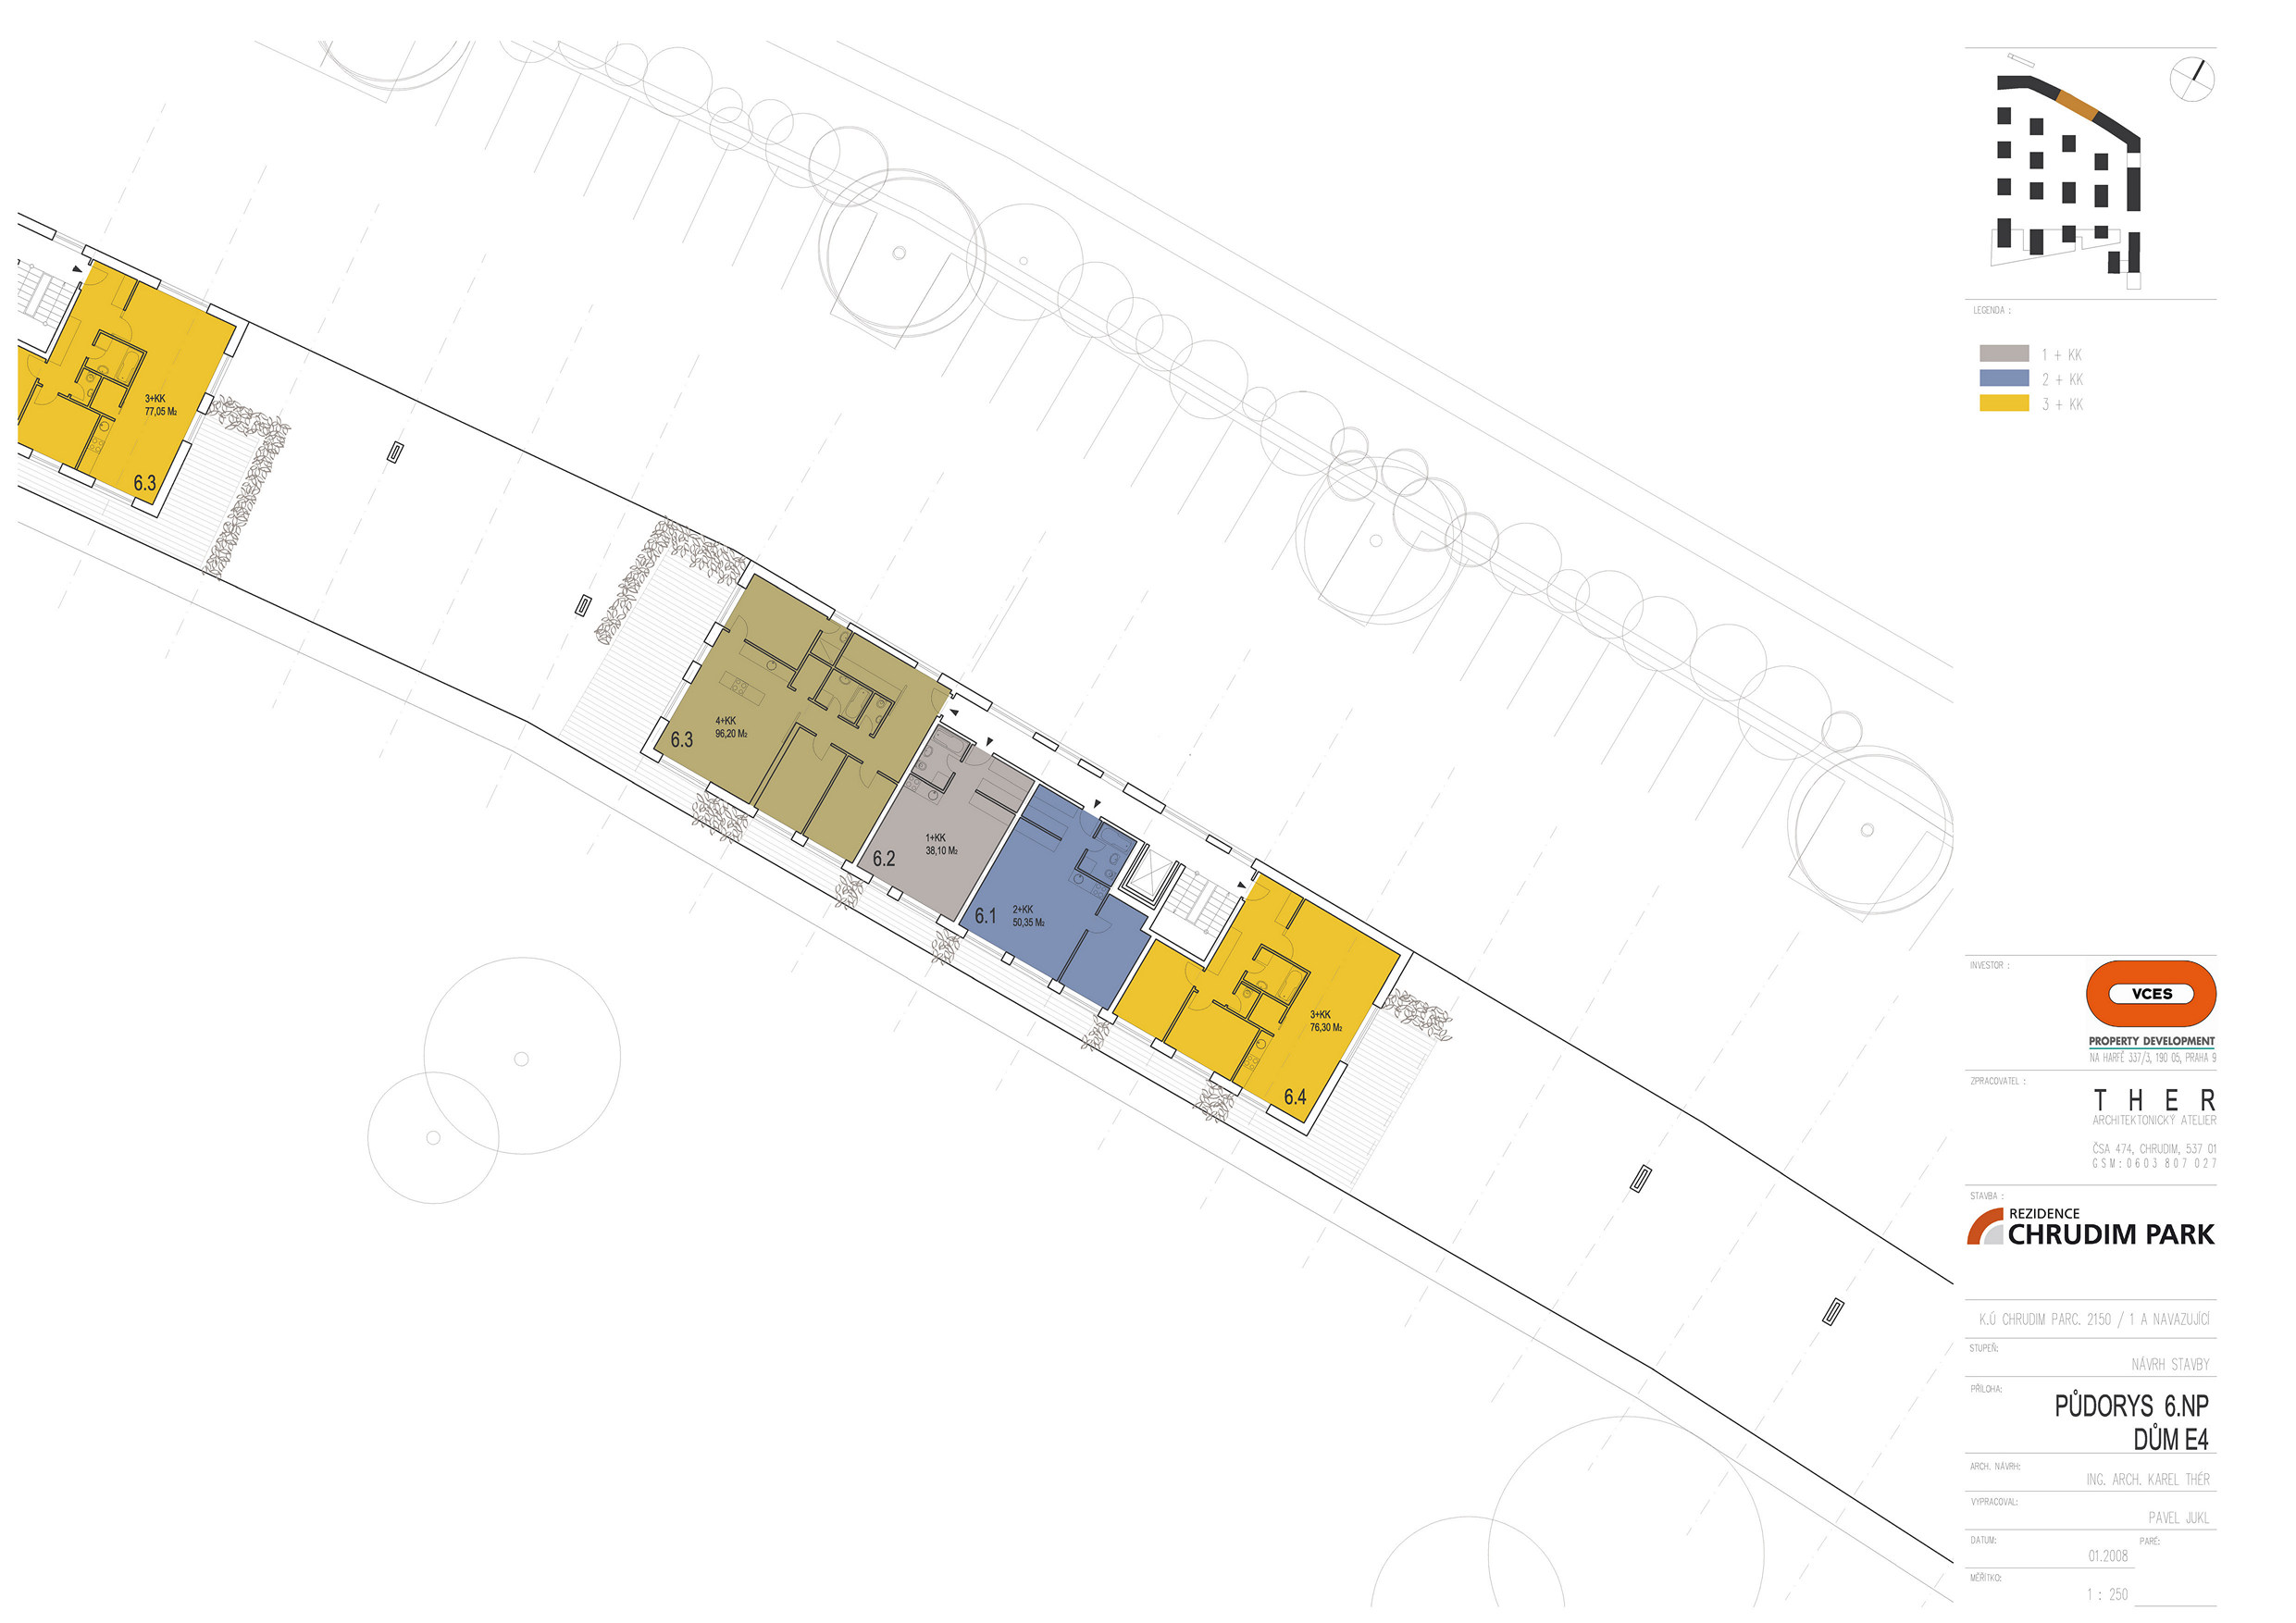 3+KK
77,05 M2
6.3
4+KK
96,20 M2
6.3
1+KK
38,10 M2
6.2
2+KK
50,35 M2
6.1
3+KK
76,30 M2
6.4
LEGENDA :
1 + KK
2 + KK
3 + KK
INVESTOR :
VCES
PROPERTY DEVELOPMENT
NA HARFĚ 337/3, 190 05, PRAHA 9
ZPRACOVATEL :
T H E R
ARCHITEKTONICKÝ ATELIER
ČSA 474, CHRUDIM, 537 01
GSM:0603 807 027
STAVBA :
REZIDENCE
CHRUDIM PARK
K.Ú CHRUDIM PARC. 2150 / 1 A NAVAZUJÍCÍ
STUPEŇ:
NÁVRH STAVBY
PŘÍLOHA:
PŮDORYS 6.NP
DŮM E4
ARCH. NÁVRH:
ING. ARCH. KAREL THÉR
VYPRACOVAL:
PAVEL JUKL
DATUM:
01.2008
PARÉ:
MĚŘÍTKO:
1 : 250